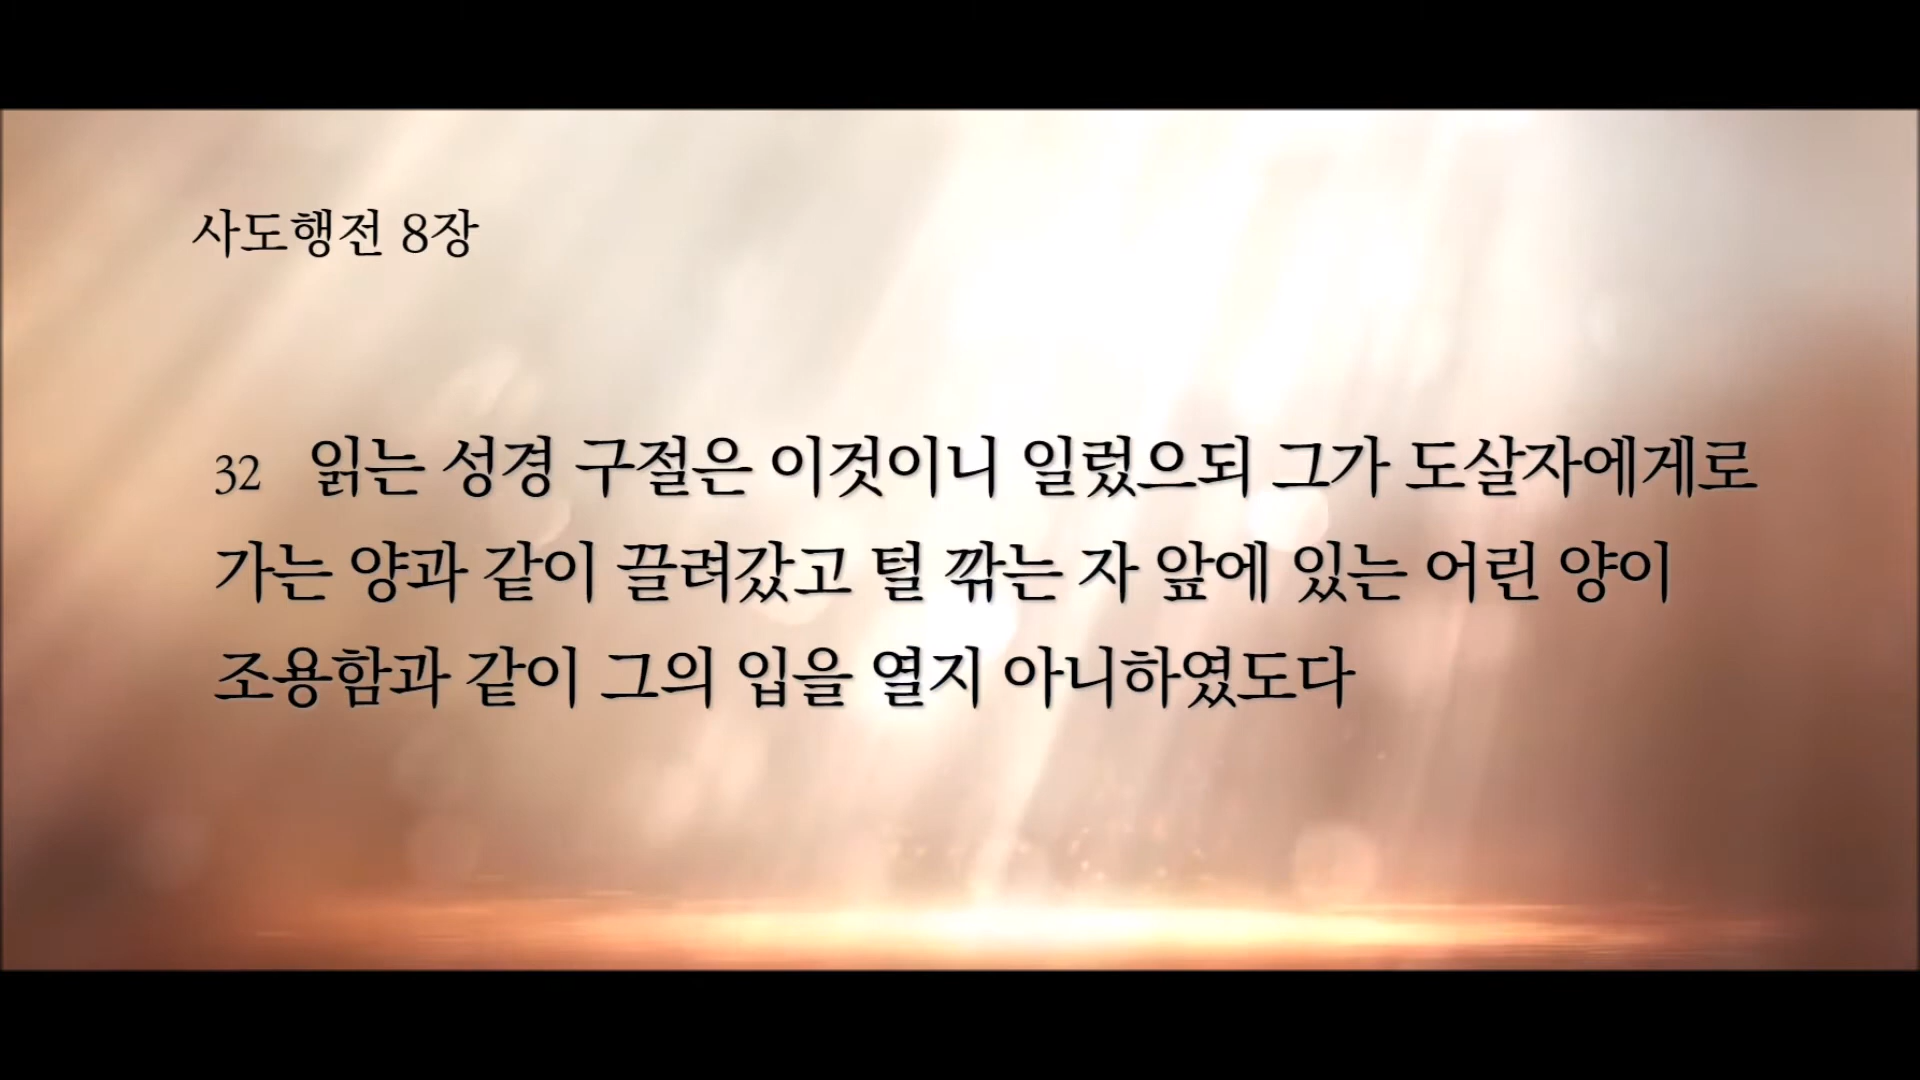 사도행전 8장
32 읽는 성경 구절은 이것이니 일렀으되 그가 도살자에게로
가는 양과 같이 끌려갔고 털 깎는 자 앞에 있는 어린 양이
조용함과 같이 그의 입을 열지 아니하였도다